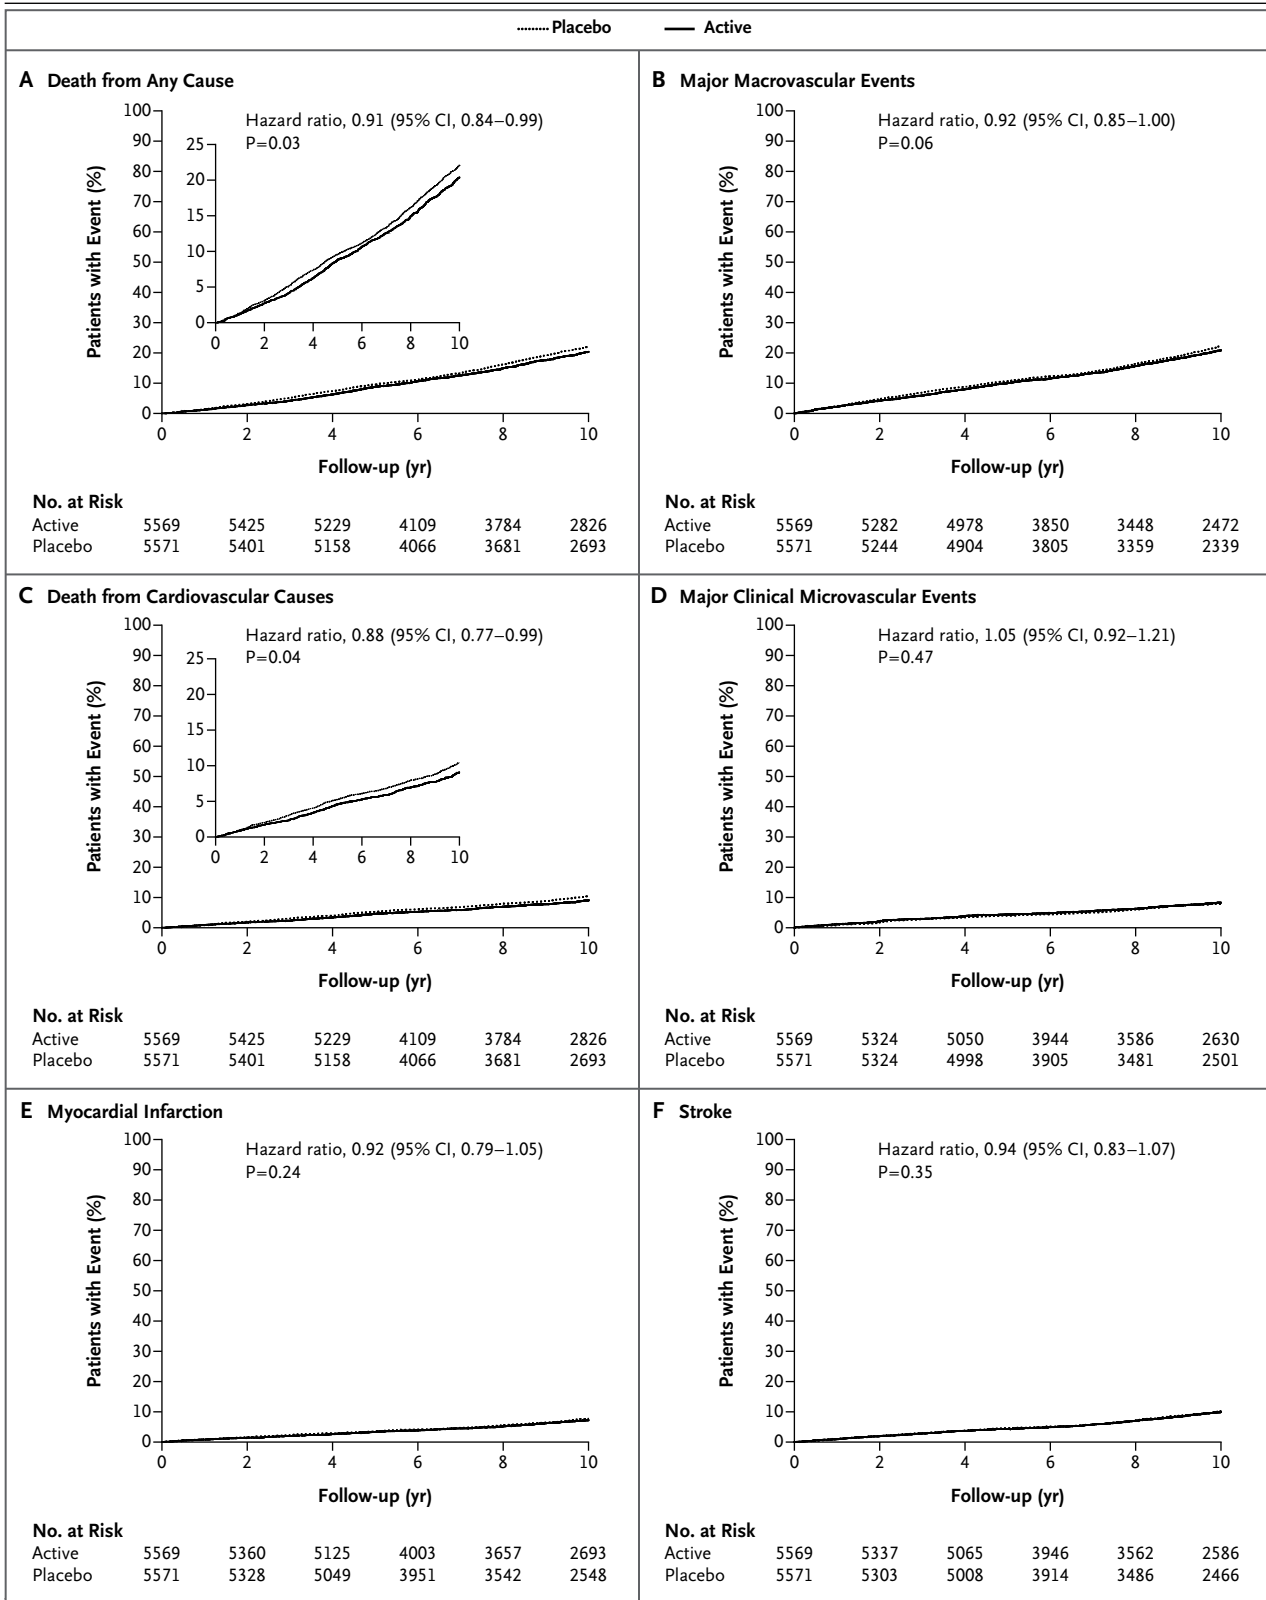 Placebo Active
A Death from Any Cause
Hazard ratio, 0.91 (95% CI, 0.84–0.99)
P=0.03
Patients with Event (%)
100
90
80
70
60
50
40
30
20
10
0
25
20
15
10
5
0
0 2 4 6 8 10
0 2 4 6 8 10
Follow-up (yr)
No. at Risk
Active 5569 5425 5229 4109 3784 2826
Placebo 5571 5401 5158 4066 3681 2693
B Major Macrovascular Events
Hazard ratio, 0.92 (95% CI, 0.85–1.00)
P=0.06
Patients with Event (%)
100
90
80
70
60
50
40
30
20
10
0
0 2 4 6 8 10
Follow-up (yr)
No. at Risk
Active 5569 5282 4978 3850 3448 2472
Placebo 5571 5244 4904 3805 3359 2339
C Death from Cardiovascular Causes
Hazard ratio, 0.88 (95% CI, 0.77–0.99)
P=0.04
Patients with Event (%)
100
90
80
70
60
50
40
30
20
10
0
25
20
15
10
5
0
0 2 4 6 8 10
0 2 4 6 8 10
Follow-up (yr)
No. at Risk
Active 5569 5425 5229 4109 3784 2826
Placebo 5571 5401 5158 4066 3681 2693
D Major Clinical Microvascular Events
Hazard ratio, 1.05 (95% CI, 0.92–1.21)
P=0.47
Patients with Event (%)
100
90
80
70
60
50
40
30
20
10
0
0 2 4 6 8 10
Follow-up (yr)
No. at Risk
Active 5569 5324 5050 3944 3586 2630
Placebo 5571 5324 4998 3905 3481 2501
E Myocardial Infarction
Hazard ratio, 0.92 (95% CI, 0.79–1.05)
P=0.24
Patients with Event (%)
100
90
80
70
60
50
40
30
20
10
0
0 2 4 6 8 10
Follow-up (yr)
No. at Risk
Active 5569 5360 5125 4003 3657 2693
Placebo 5571 5328 5049 3951 3542 2548
F Stroke
Hazard ratio, 0.94 (95% CI, 0.83–1.07)
P=0.35
Patients with Event (%)
100
90
80
70
60
50
40
30
20
10
0
0 2 4 6 8 10
Follow-up (yr)
No. at Risk
Active 5569 5337 5065 3946 3562 2586
Placebo 5571 5303 5008 3914 3486 2466